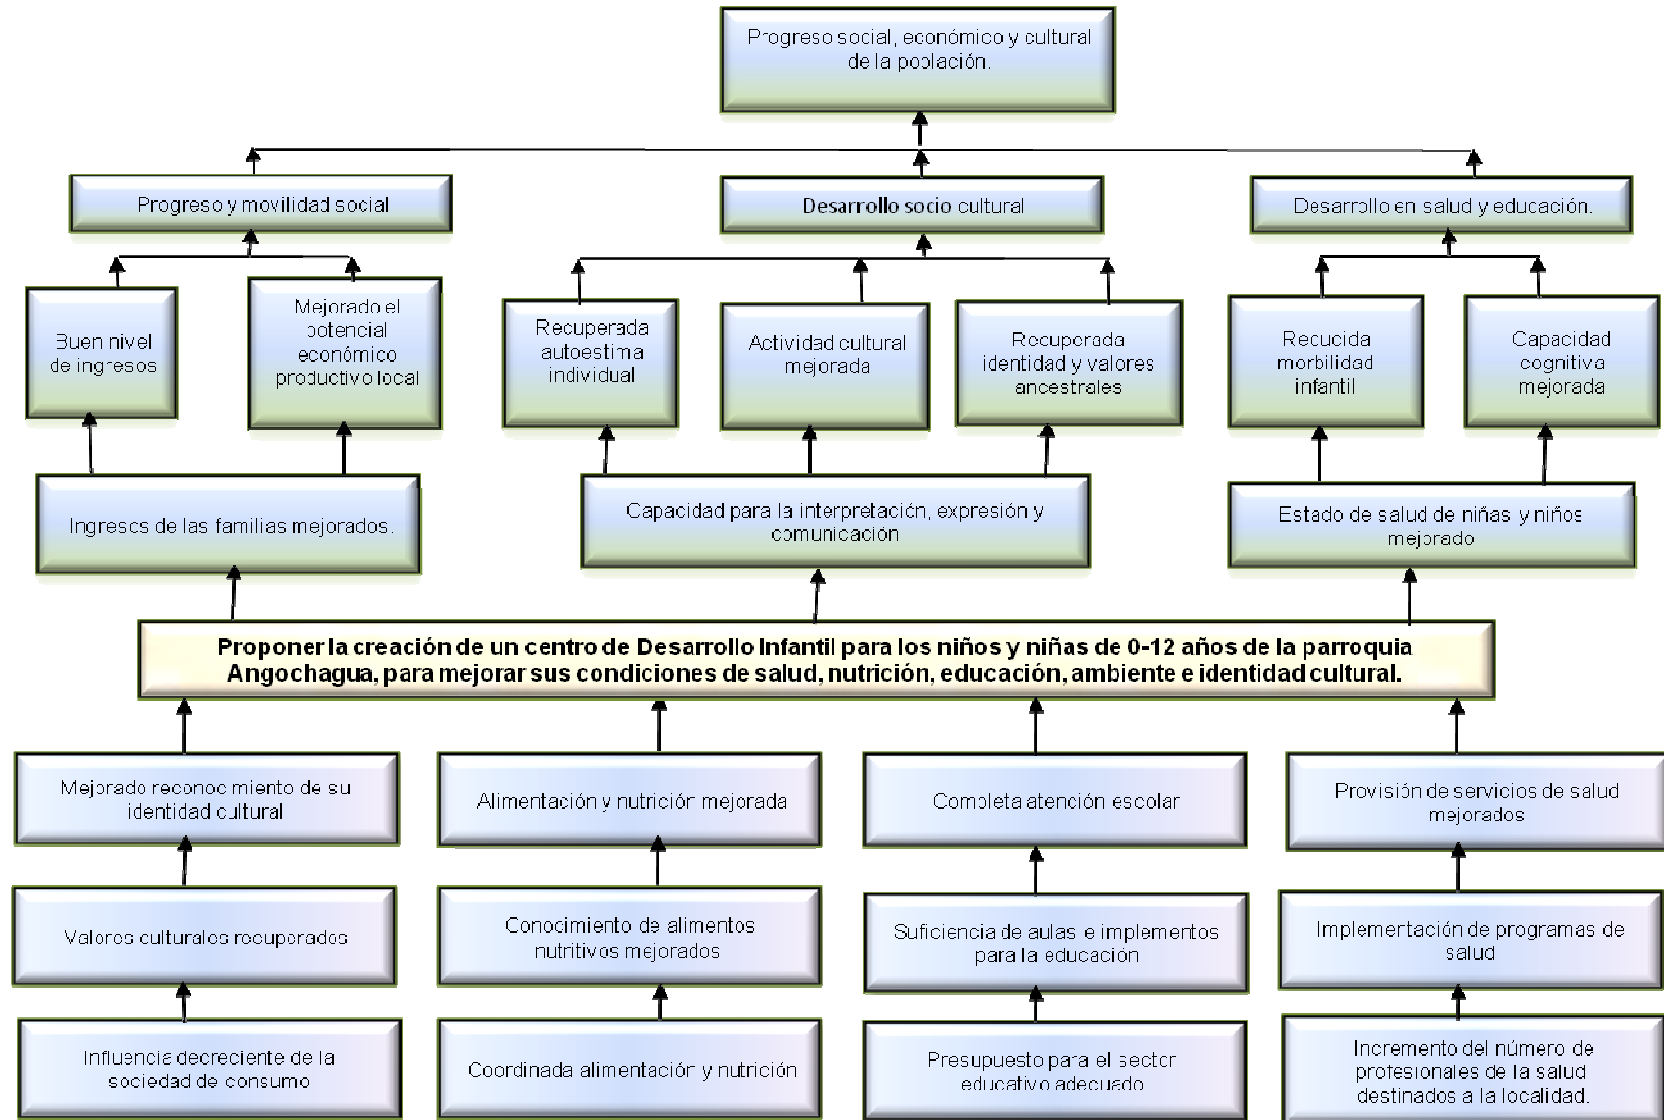 Progreso social, económico y cultural
de la población.
Progreso y movilidad social
Desarrollo socio cultural
Desarrollo en salud y educación.
Buen nivel
de ingresos
Mejorado el
potencial
económico
productivo local
Recuperada
autoestima
individual
Actividad cultural
mejorada
Recuperada
identidad y valores
ancestrales
Recucida
morbilidad
infantil
Capacidad
cognitiva
mejorada
Ingresos de las familias mejorados.
Capacidad para la interpretación, expresión y
comunicación
Estado de salud de niñas y niños
mejorado
Proponer la creación de un centro de Desarrollo Infantil para los niños y niñas de 0-12 años de la parroquia
Angochagua, para mejorar sus condiciones de salud, nutrición, educación, ambiente e identidad cultural.
Mejorado reconocimiento de su
identidad cultural
Alimentación y nutrición mejorada
Completa atención escolar
Provisión de servicios de salud
mejorados
Valores culturales recuperados
Conocimiento de alimentos
nutritivos mejorados
Suficiencia de aulas e implementos
para la educación
Implementación de programas de
salud
Influencia decreciente de la
sociedad de consumo
Coordinada alimentación y nutrición
Presupuesto para el sector
educativo adecuado
Incremento del número de
profesionales de la salud
destinados a la localidad.